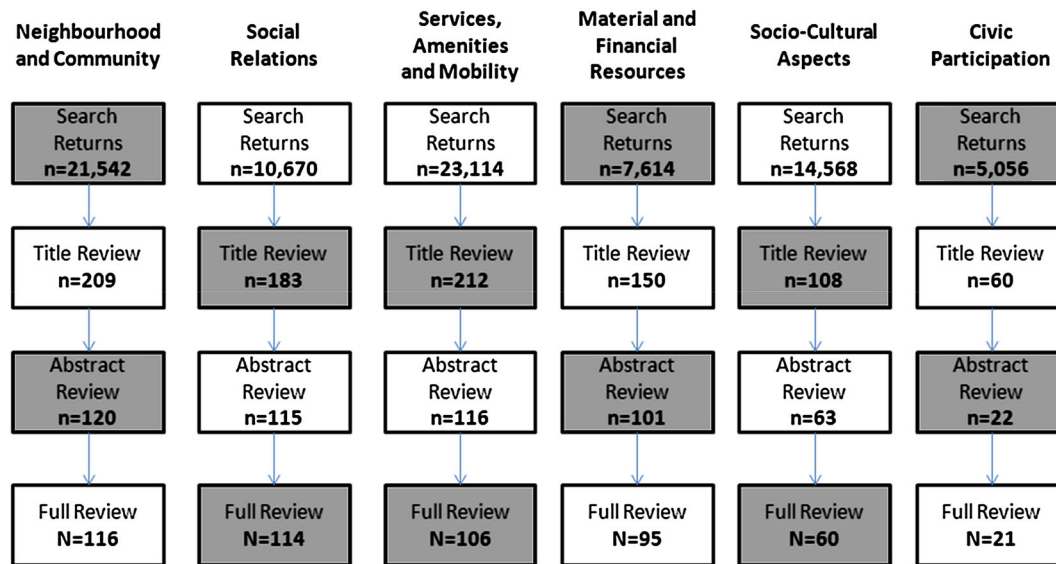 Neighbourhood
and Community
Search
Returns
n=21,542
Title Review
n=209
Abstract
Review
n=120
Full Review
N=116
Social
Relations
Search
Returns
n=10,670
Title Review
n=183
Abstract
Review
n=115
Full Review
N=114
Services,
Amenities
and Mobility
Search
Returns
n=23,114
Title Review
n=212
Abstract
Review
n=116
Full Review
N=106
Material and
Financial
Resources
Search
Returns
n=7,614
Title Review
n=150
Abstract
Review
n=101
Full Review
N=95
Socio-Cultural
Aspects
Search
Returns
n=14,568
Title Review
n=108
Abstract
Review
n=63
Full Review
N=60
Civic
Participation
Search
Returns
n=5,056
Title Review
n=60
Abstract
Review
n=22
Full Review
N=21